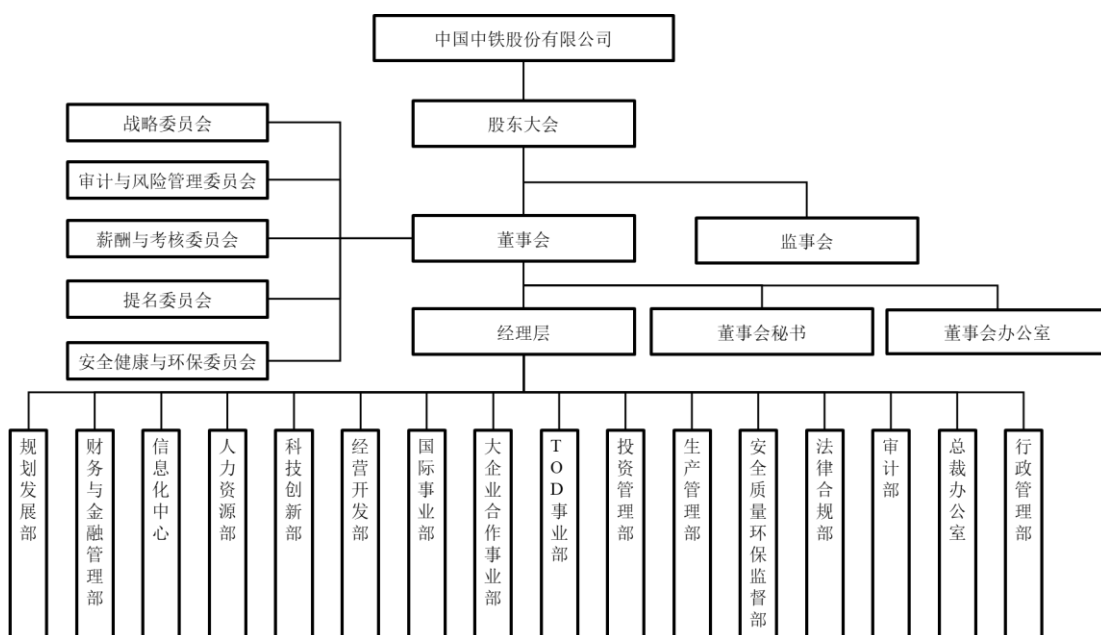 中国中铁股份有限公司
股东大会
战略委员会
审计与风险管理委员会
薪酬与考核委员会
提名委员会
安全健康与环保委员会
董事会
监事会
经理层
董事会秘书
董事会办公室
规划发展部
财务与金融管理部
信息化中心
人力资源部
科技创新部
经营开发部
国际事业部
大企业合作事业部
TOD事业部
投资管理部
生产管理部
安全质量环保监督部
法律合规部
审计部
总裁办公室
行政管理部